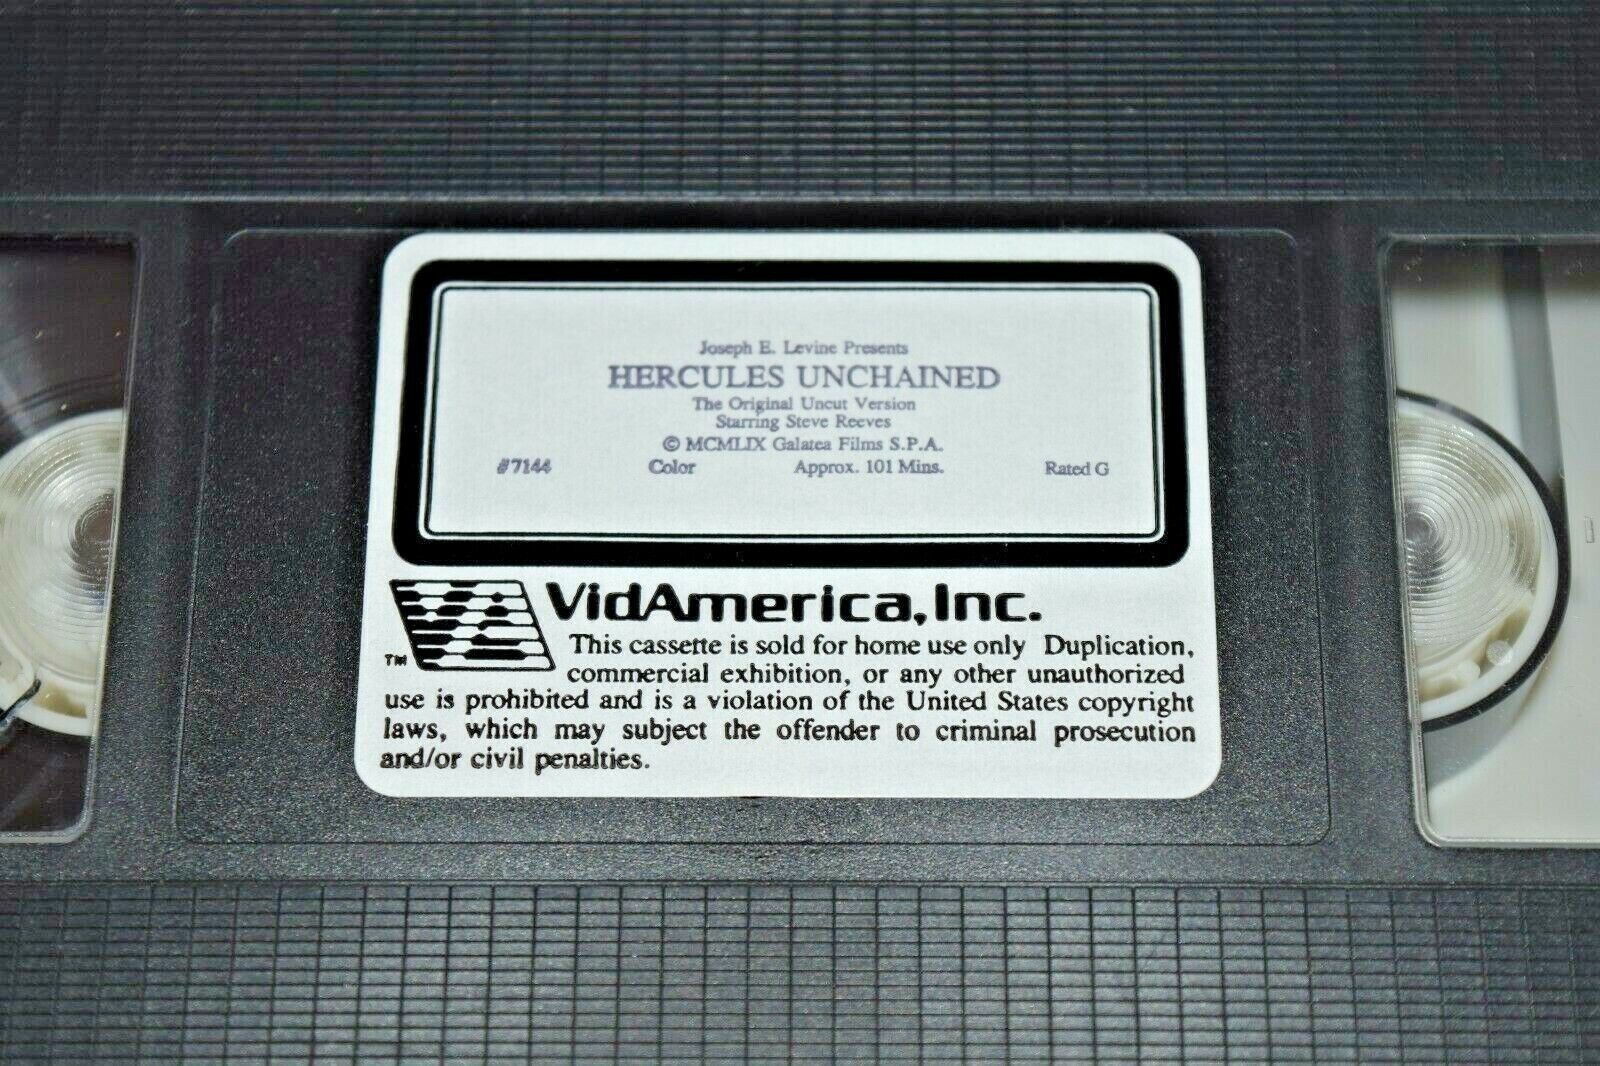 Joseph E. Levine Presents
HERCULES UNCHAINED
The Original Uncut Version
Starring Steve Reeves
© MCMLIX Galatea Films S.P.A.
#7144 Color Approx. 101 Mins. Rated G
VidAmerica, Inc.
This cassette is sold for home use only Duplication,
TM commercial exhibition, or any other unauthorized
use is prohibited and is a violation of the United States copyright
laws, which may subject the offender to criminal prosecution
and/or civil penalties.